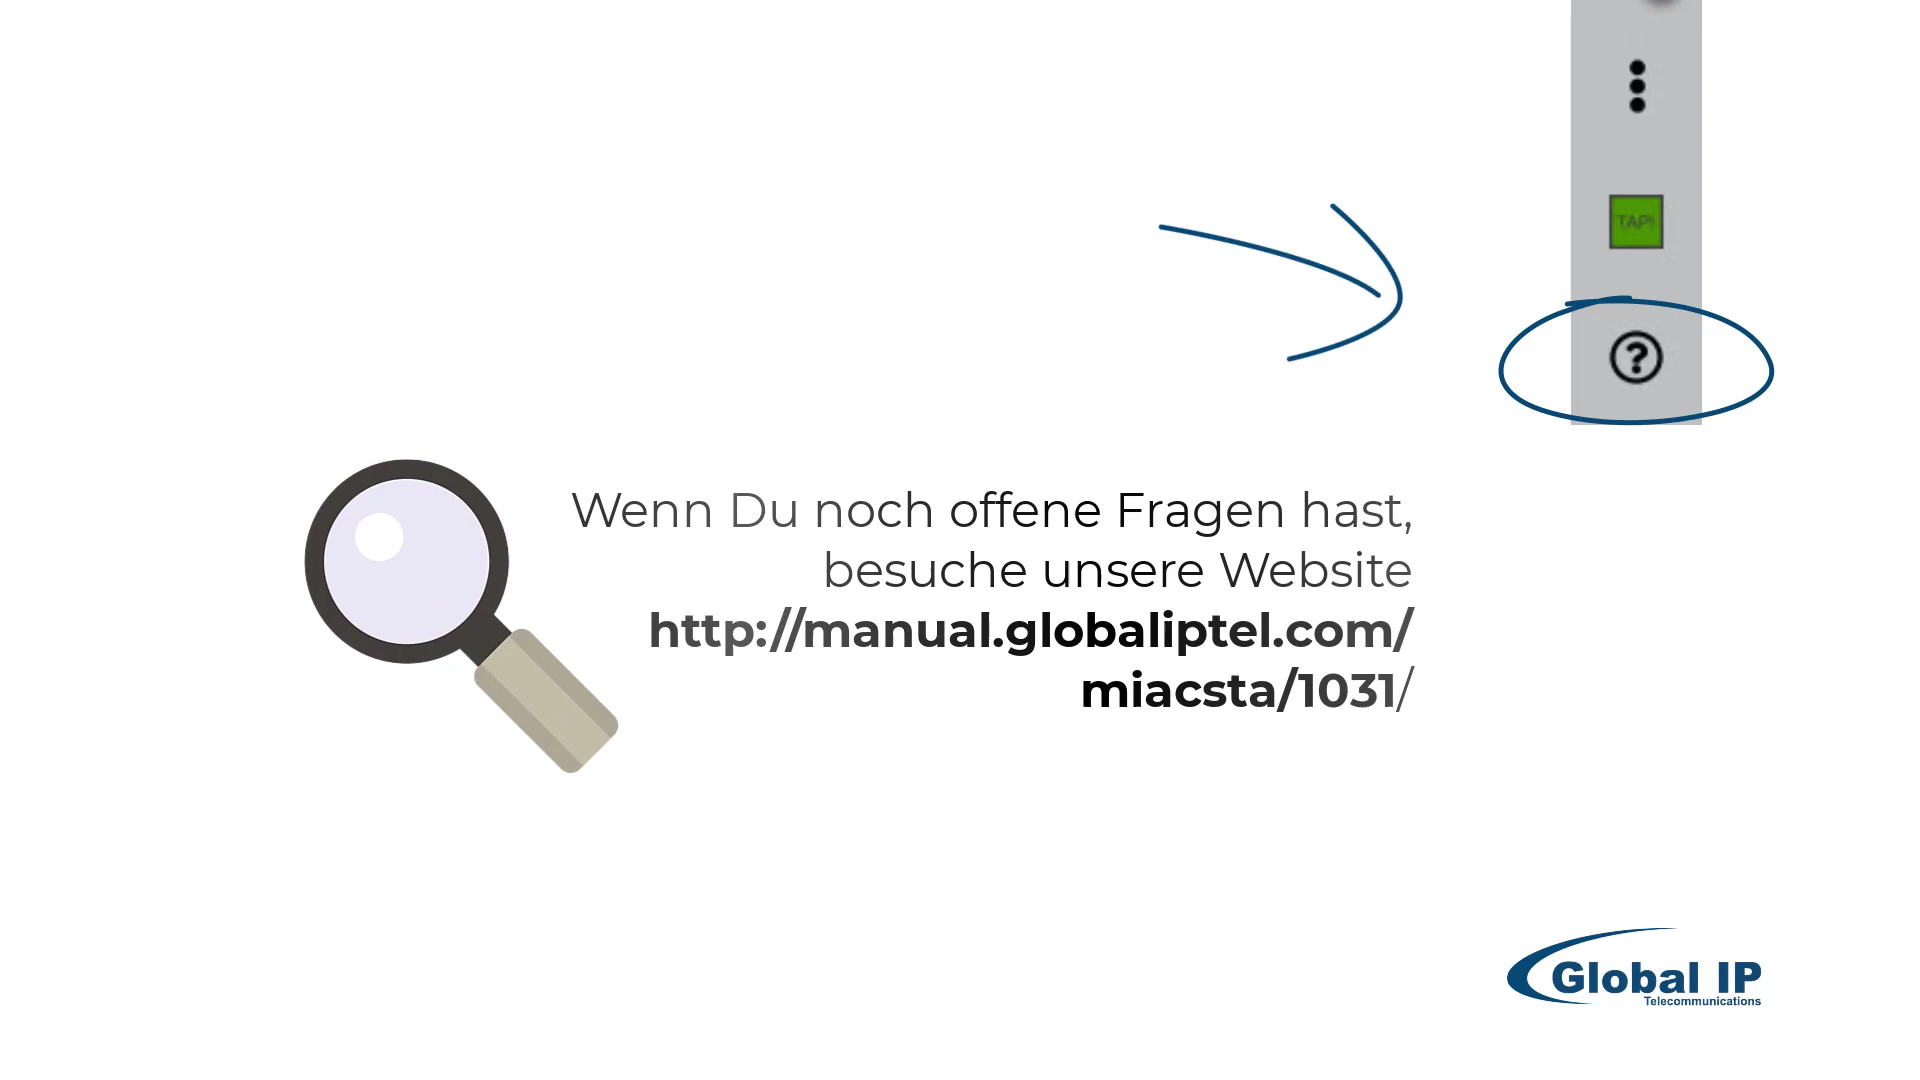 TAPI
?
Wenn Du noch offene Fragen hast,
besuche unsere Website
http://manual.globaliptel.com/
miacsta/1031/
Global IP
Telecommunications